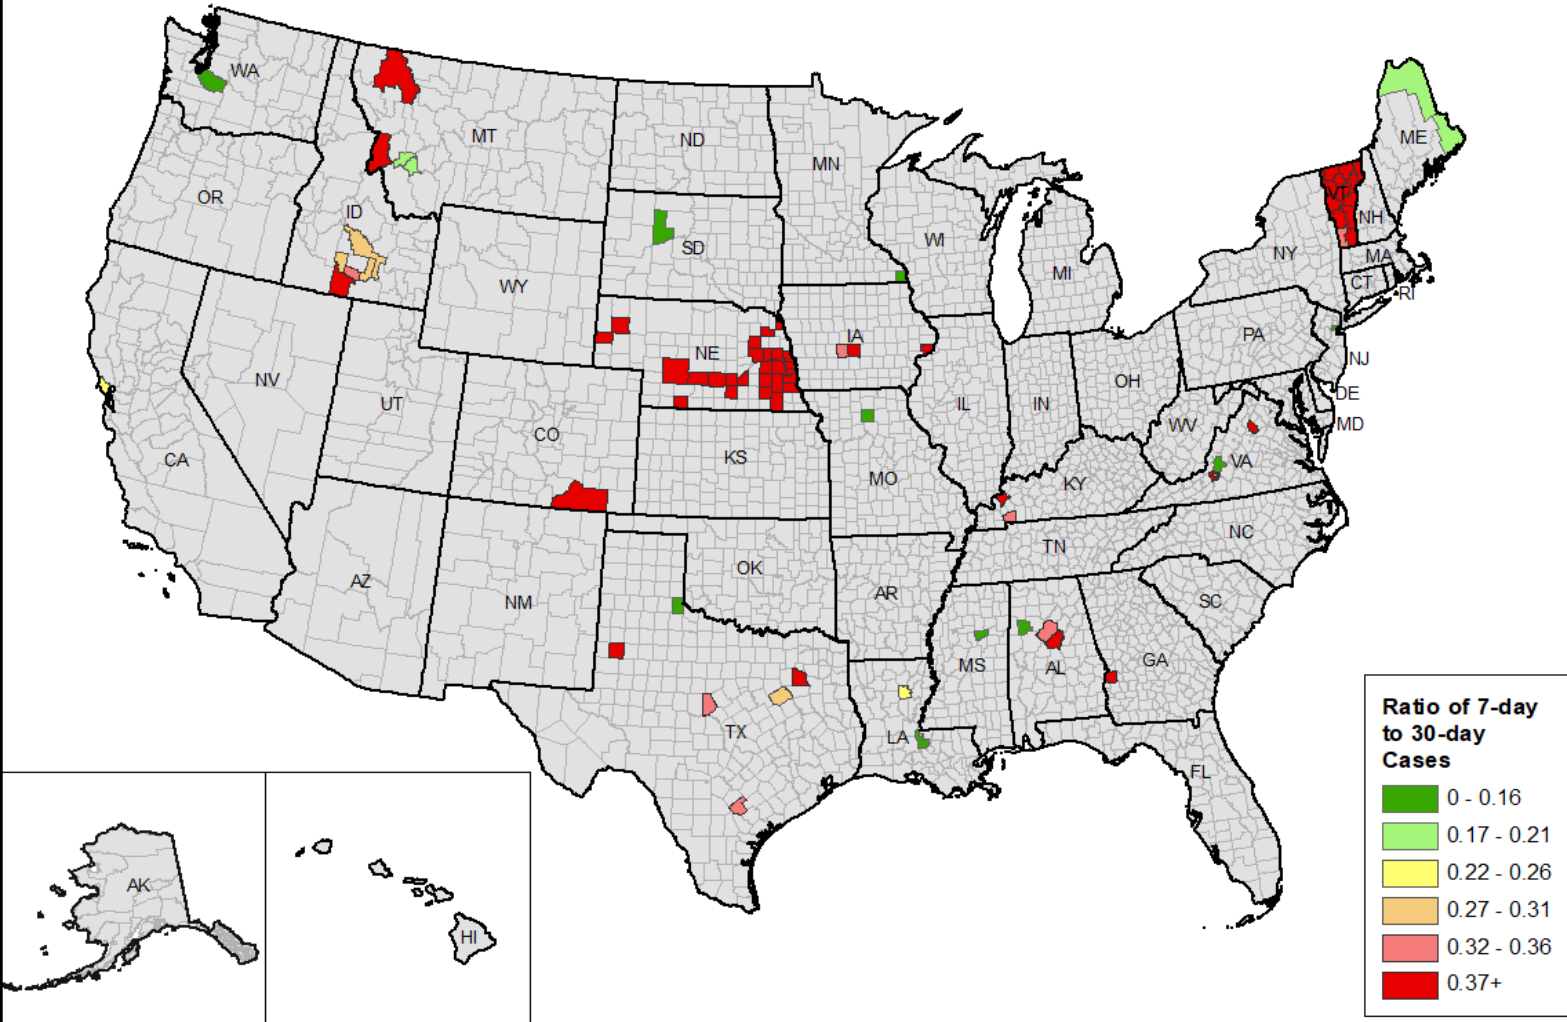 WA
MT
ND
MN
ME
OR
ID
SD
WI
MI
VT
NH
NY
MA
CT
RI
WY
NV
UT
NE
IA
PA
NJ
OH
DE
IL
IN
WV
MD
CA
CO
KS
MO
KY
VA
NC
TN
AZ
NM
OK
AR
SC
MS
AL
GA
TX
LA
FL
AK
HI
Ratio of 7-day
to 30-day
Cases
0 - 0.16
0.17 - 0.21
0.22 - 0.26
0.27 - 0.31
0.32 - 0.36
0.37+